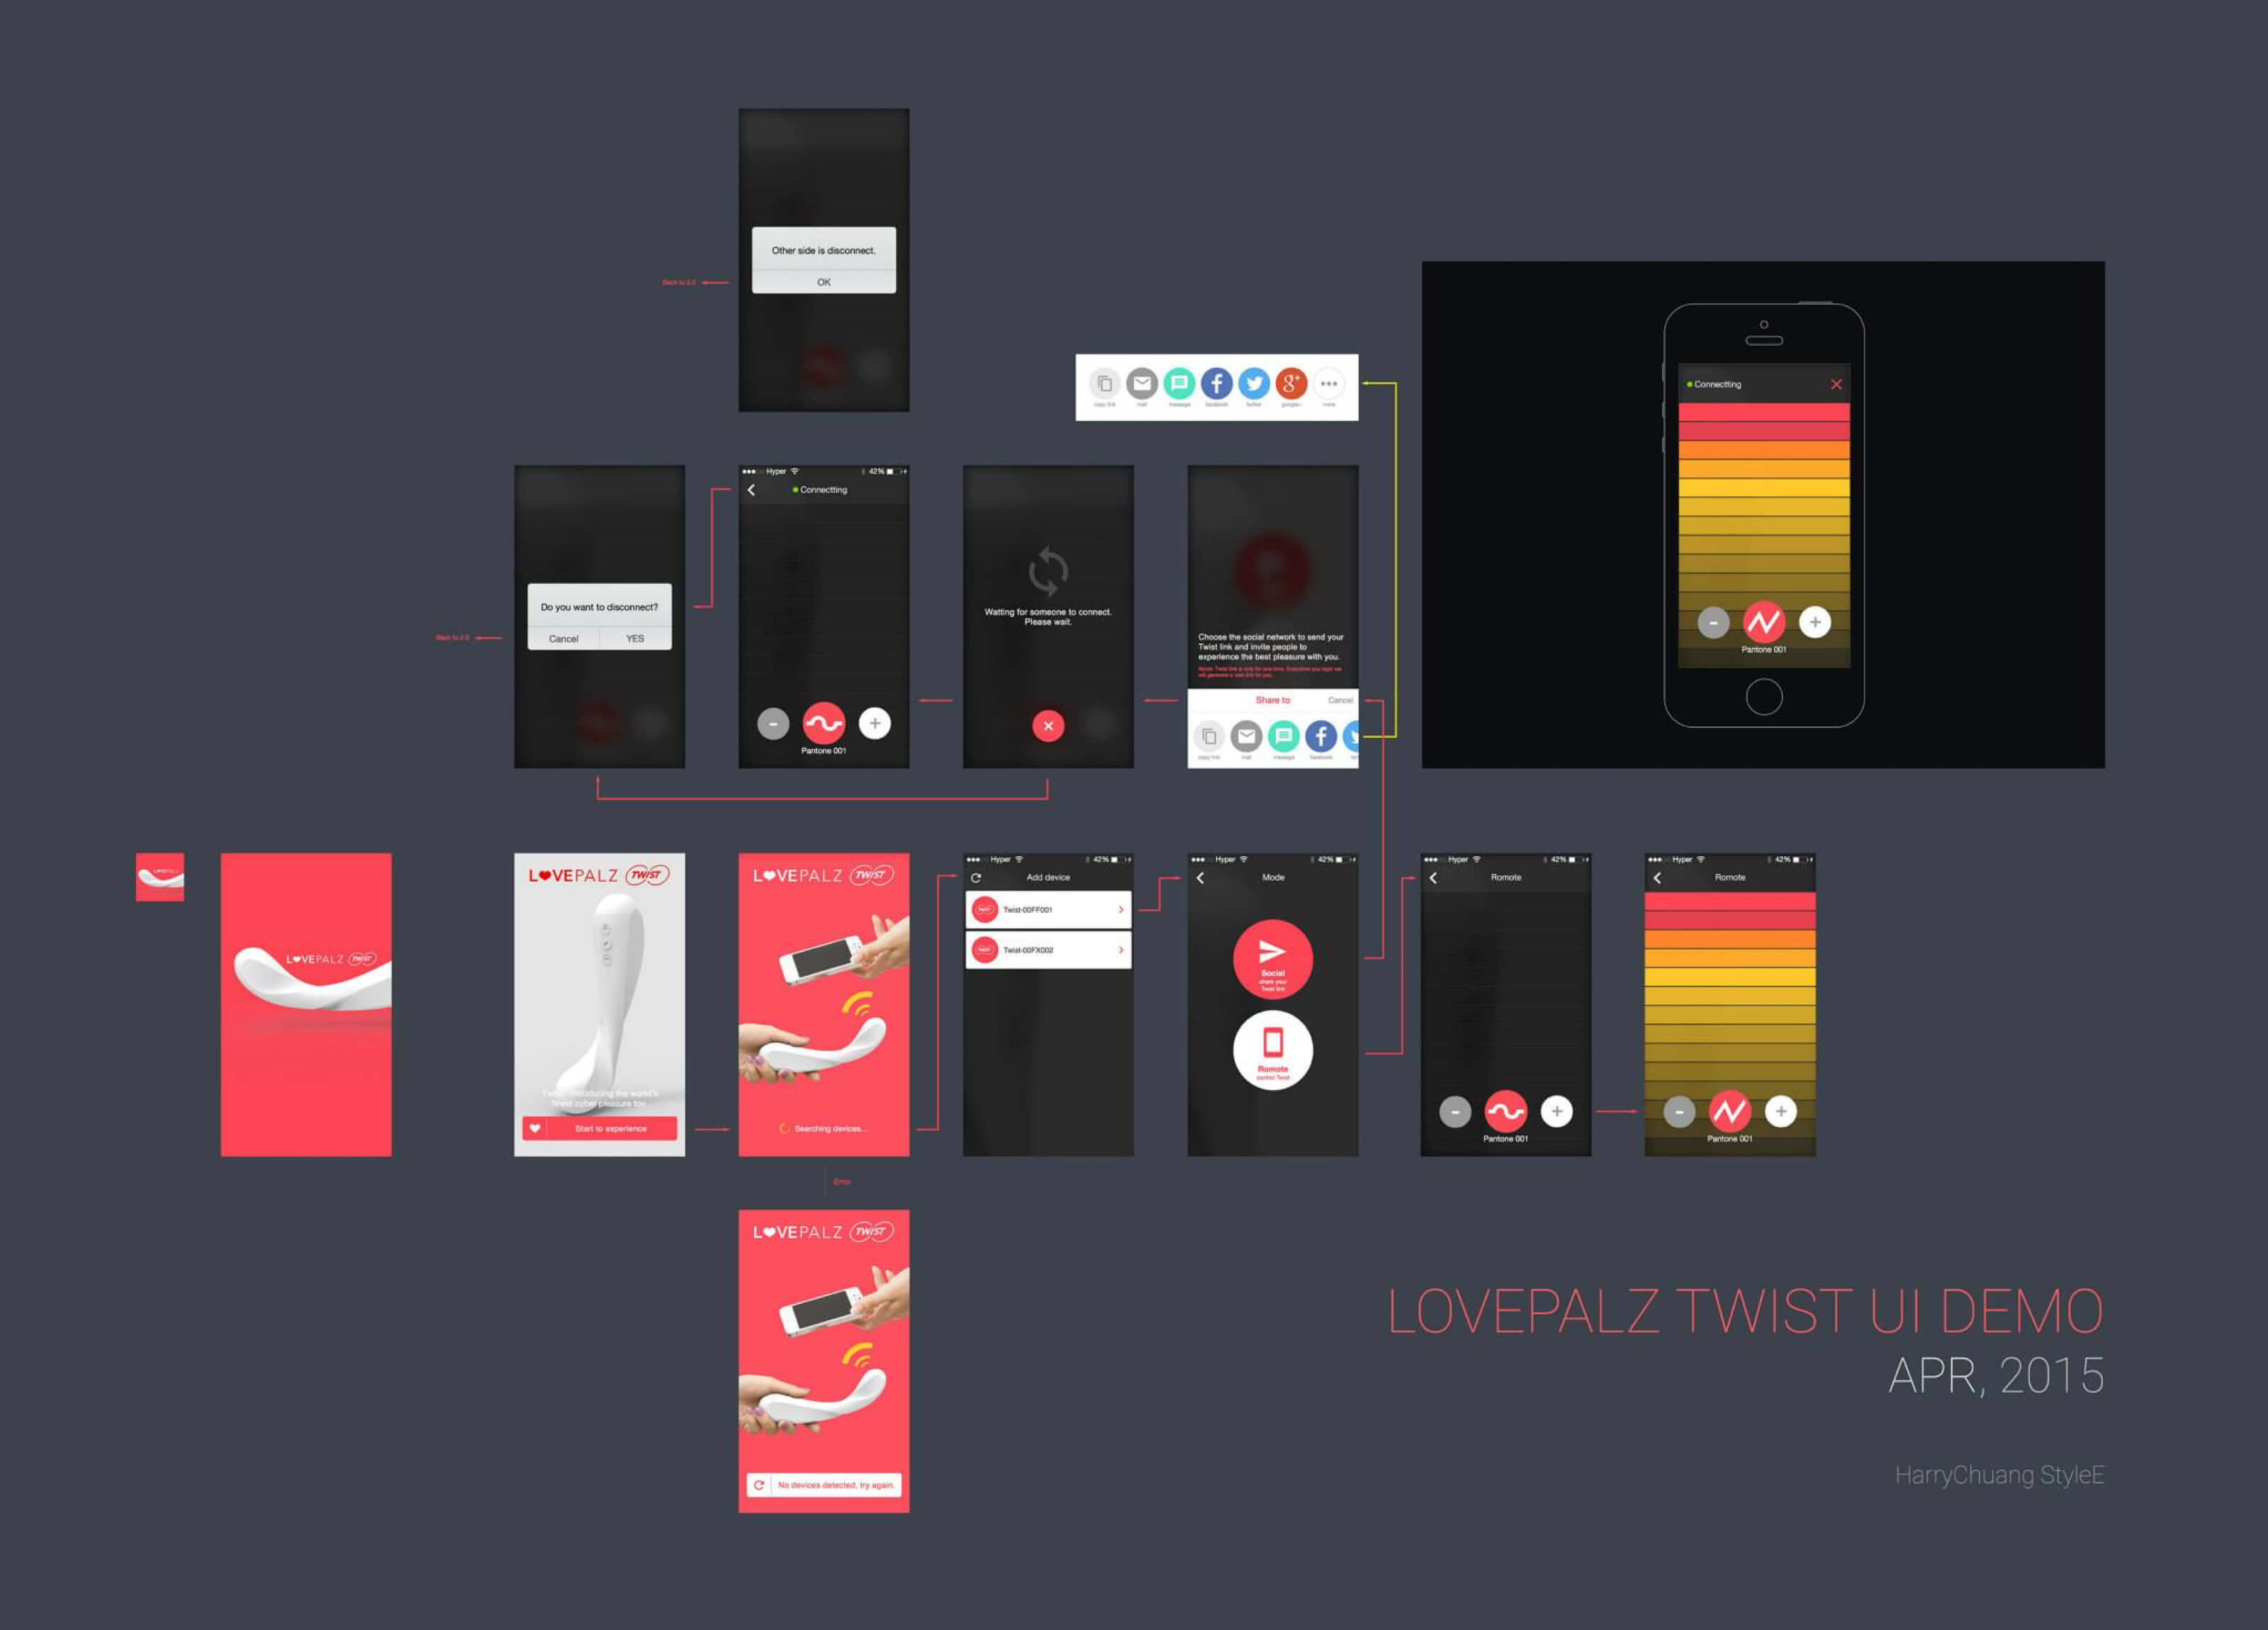 Other side is disconnect.
OK
Back to 3.0
copy link mail message facebook twitter google+ more
Connectting
Pantone 001
Do you want to disconnect?
Cancel YES
Hyper 42%
Connectting
Pantone 001
Watting for someone to connect.
Please wait.
Choose the social network to send your
Twist link and invite people to
experience the best pleasure with you.
Share to Cancel
copy link mail message facebook
LOVEPALZ TWIST
LOVEPALZ TWIST
Twist, introducing the world's
finest cyber pleasure toy
Start to experience
LOVEPALZ TWIST
Searching devices...
Error
Hyper 42%
Add device
Twist-00FF001
Twist-00FX002
Hyper 42%
Mode
Social
share your
Twist link
Romote
control Twist
Hyper 42%
Romote
Pantone 001
Hyper 42%
Romote
Pantone 001
LOVEPALZ TWIST
No devices detected, try again.
LOVEPALZ TWIST UI DEMO
APR, 2015
HarryChuang StyleE